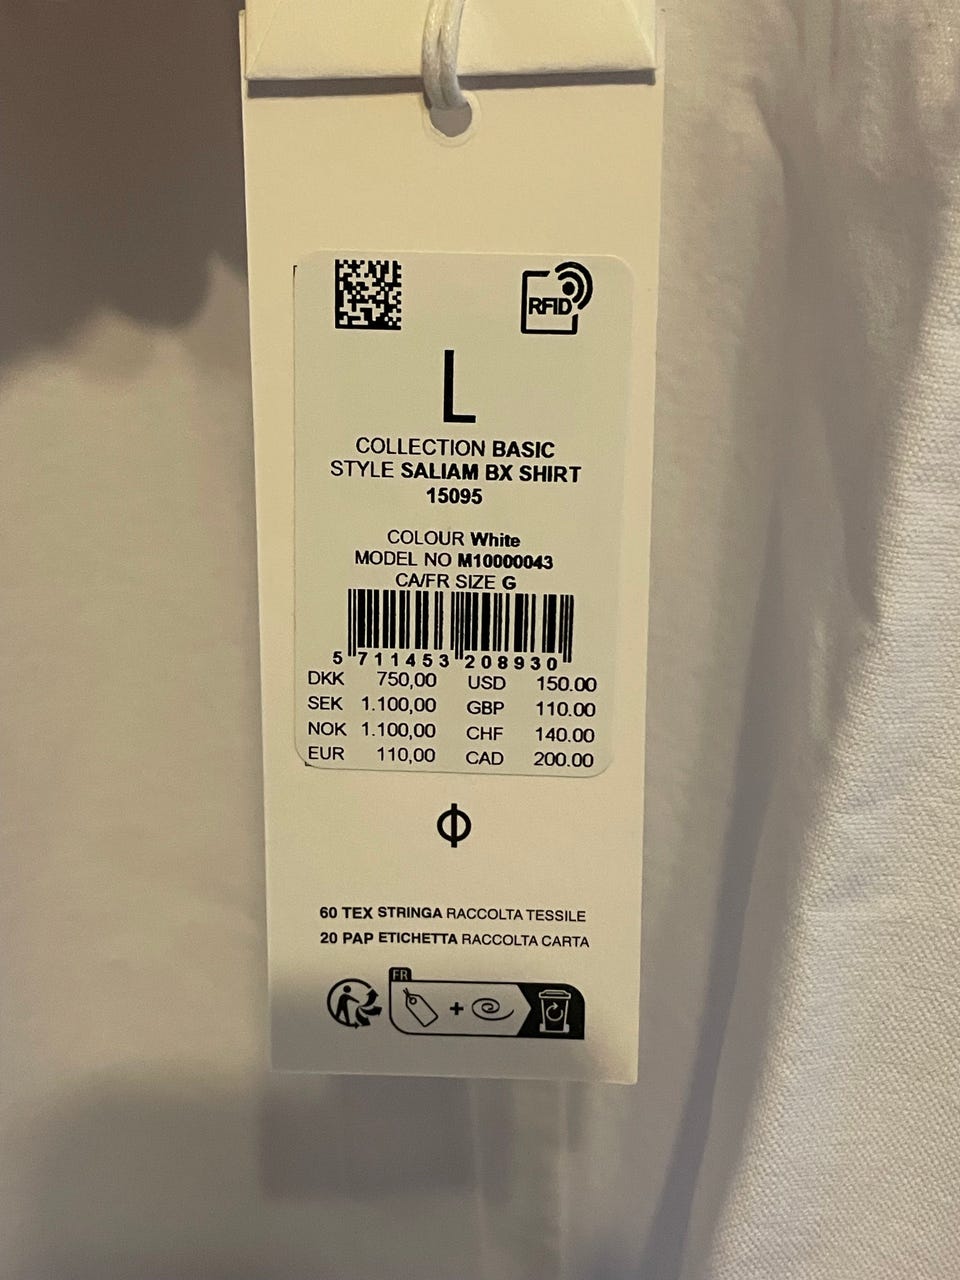 RFID
L
COLLECTION BASIC
STYLE SALIAM BX SHIRT
15095
COLOUR White
MODEL NO M10000043
CA/FR SIZE G
5 711453 208930
DKK 750,00 USD 150.00
SEK 1.100,00 GBP 110.00
NOK 1.100,00 CHF 140.00
EUR 110,00 CAD 200.00
Φ
60 TEX STRINGA RACCOLTA TESSILE
20 PAP ETICHETTA RACCOLTA CARTA
FR
+